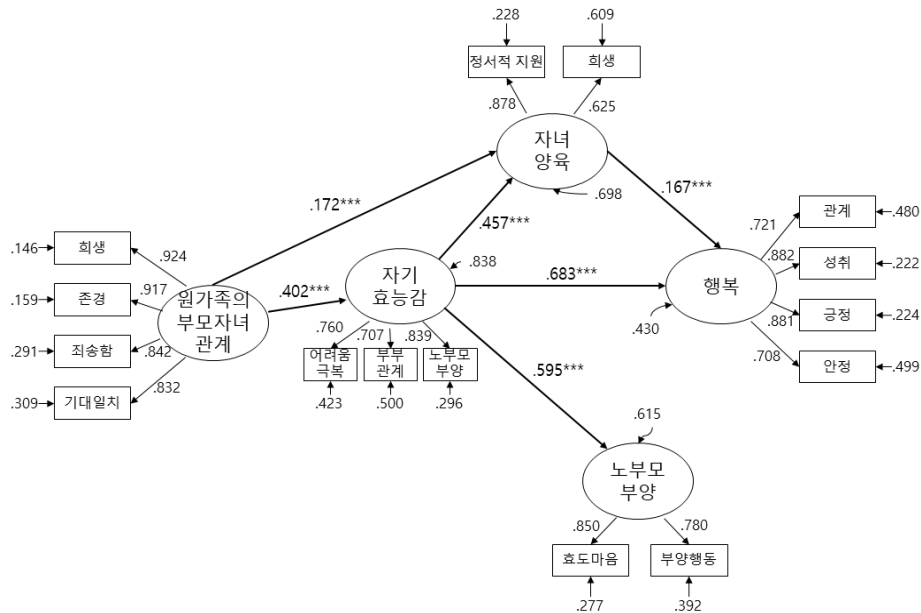 .228
.609
정서적 지원
희생
.878
.625
자녀
양육
.698
.172***
.457***
.167***
.146
희생
.924
.159
존경
.917
원가족의
부모자녀
관계
.291
죄송함
.842
.309
기대일치
.832
.402***
자기
효능감
.838
.683***
.760
.707
.839
어려움
극복
부부
관계
노부모
부양
.423
.500
.296
행복
.430
.721
관계
.480
.882
성취
.222
.881
긍정
.224
.708
안정
.499
.595***
.615
노부모
부양
.850
.780
효도마음
부양행동
.277
.392